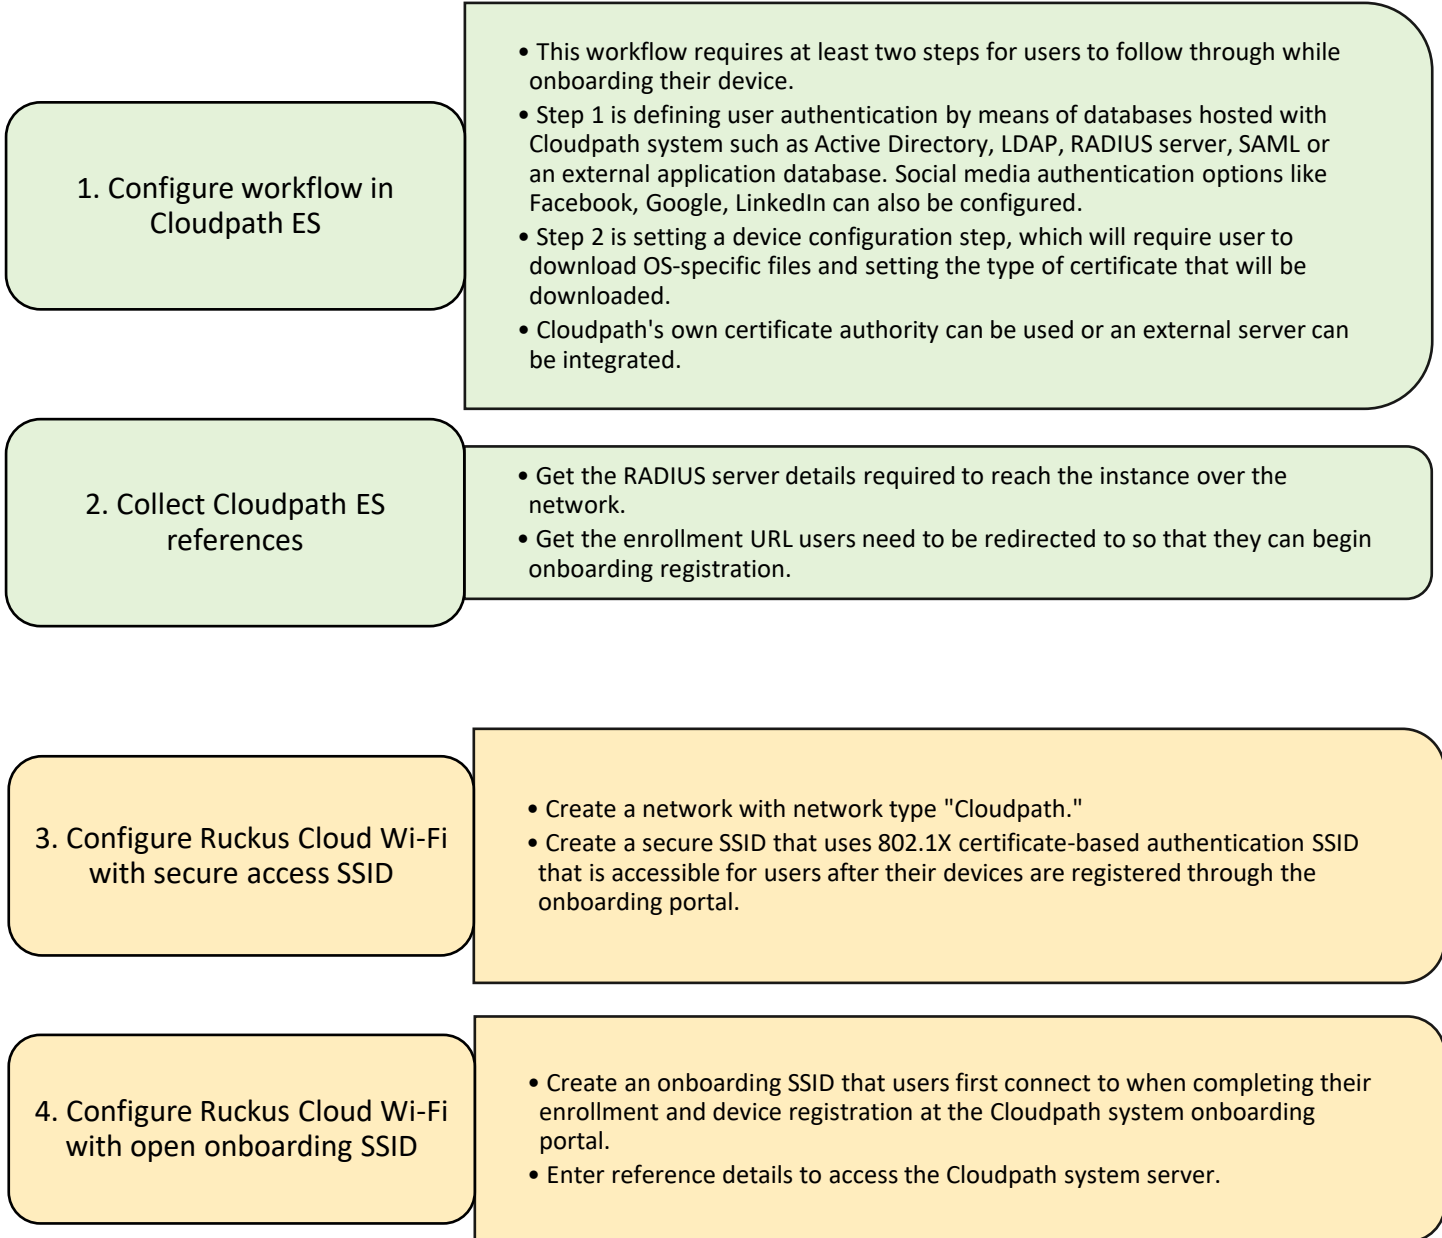 1. Configure workflow in
Cloudpath ES
• This workflow requires at least two steps for users to follow through while
onboarding their device.
• Step 1 is defining user authentication by means of databases hosted with
Cloudpath system such as Active Directory, LDAP, RADIUS server, SAML or
an external application database. Social media authentication options like
Facebook, Google, LinkedIn can also be configured.
• Step 2 is setting a device configuration step, which will require user to
download OS-specific files and setting the type of certificate that will be
downloaded.
• Cloudpath's own certificate authority can be used or an external server can
be integrated.
2. Collect Cloudpath ES
references
• Get the RADIUS server details required to reach the instance over the
network.
• Get the enrollment URL users need to be redirected to so that they can begin
onboarding registration.
3. Configure Ruckus Cloud Wi-Fi
with secure access SSID
• Create a network with network type "Cloudpath."
• Create a secure SSID that uses 802.1X certificate-based authentication SSID
that is accessible for users after their devices are registered through the
onboarding portal.
4. Configure Ruckus Cloud Wi-Fi
with open onboarding SSID
• Create an onboarding SSID that users first connect to when completing their
enrollment and device registration at the Cloudpath system onboarding
portal.
• Enter reference details to access the Cloudpath system server.